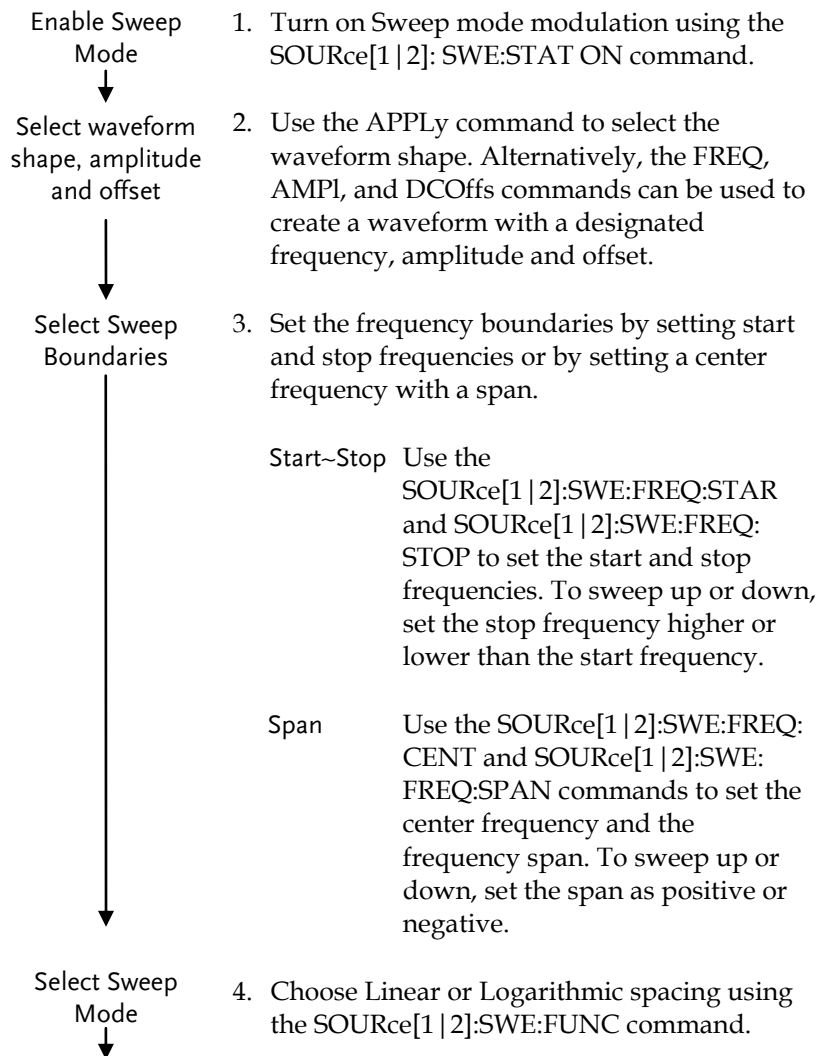 Enable Sweep
Mode
1. Turn on Sweep mode modulation using the
SOURce[1|2]: SWE:STAT ON command.
Select waveform
shape, amplitude
and offset
2. Use the APPLy command to select the
waveform shape. Alternatively, the FREQ,
AMPl, and DCOffs commands can be used to
create a waveform with a designated
frequency, amplitude and offset.
Select Sweep
Boundaries
3. Set the frequency boundaries by setting start
and stop frequencies or by setting a center
frequency with a span.
Start~Stop Use the
SOURce[1|2]:SWE:FREQ:STAR
and SOURce[1|2]:SWE:FREQ:
STOP to set the start and stop
frequencies. To sweep up or down,
set the stop frequency higher or
lower than the start frequency.
Span Use the SOURce[1|2]:SWE:FREQ:
CENT and SOURce[1|2]:SWE:
FREQ:SPAN commands to set the
center frequency and the
frequency span. To sweep up or
down, set the span as positive or
negative.
Select Sweep
Mode
4. Choose Linear or Logarithmic spacing using
the SOURce[1|2]:SWE:FUNC command.